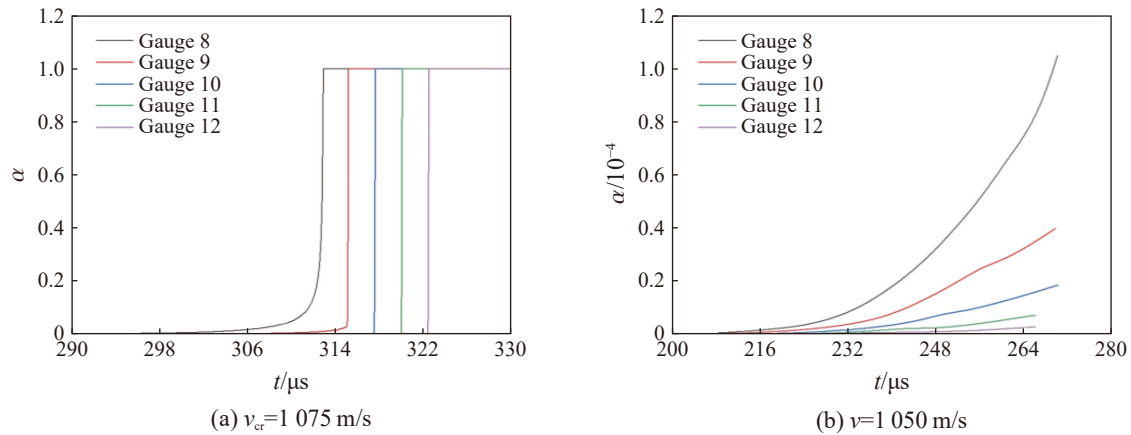 1.2
1.0
0.8
0.6
0.4
0.2
0
α
Gauge 8
Gauge 9
Gauge 10
Gauge 11
Gauge 12
290 298 306 314 322 330
t/μs
(a) vcr=1 075 m/s
1.2
1.0
0.8
0.6
0.4
0.2
0
α/10⁻⁴
Gauge 8
Gauge 9
Gauge 10
Gauge 11
Gauge 12
200 216 232 248 264 280
t/μs
(b) v=1 050 m/s